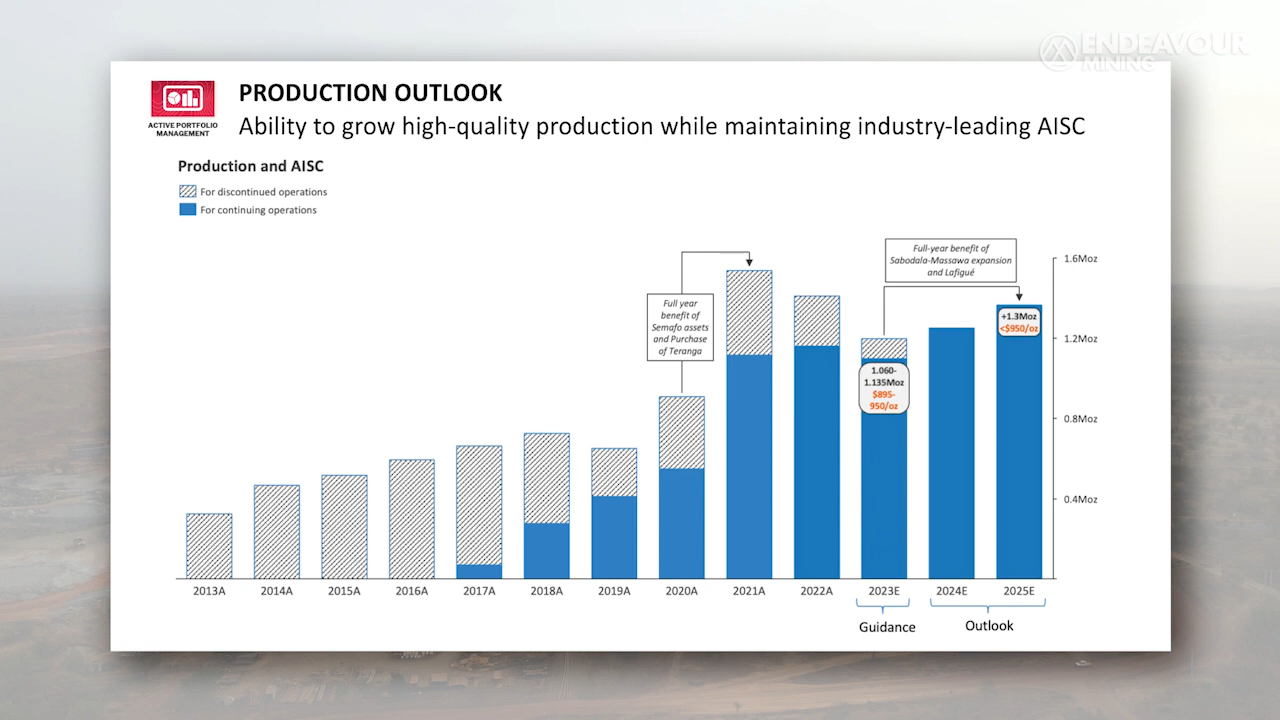 ENDEAVOUR
MINING
ACTIVE PORTFOLIO
MANAGEMENT
PRODUCTION OUTLOOK
Ability to grow high-quality production while maintaining industry-leading AISC
Production and AISC
For discontinued operations
For continuing operations
Full year
benefit of
Semafo assets
and Purchase
of Teranga
Full-year benefit of
Sabodala-Massawa expansion
and Lafigué
1.6Moz
1.2Moz
0.8Moz
0.4Moz
1.060-
1.135Moz
$895-
950/oz
+1.3Moz
<$950/oz
2013A 2014A 2015A 2016A 2017A 2018A 2019A 2020A 2021A 2022A 2023E 2024E 2025E
Guidance
Outlook